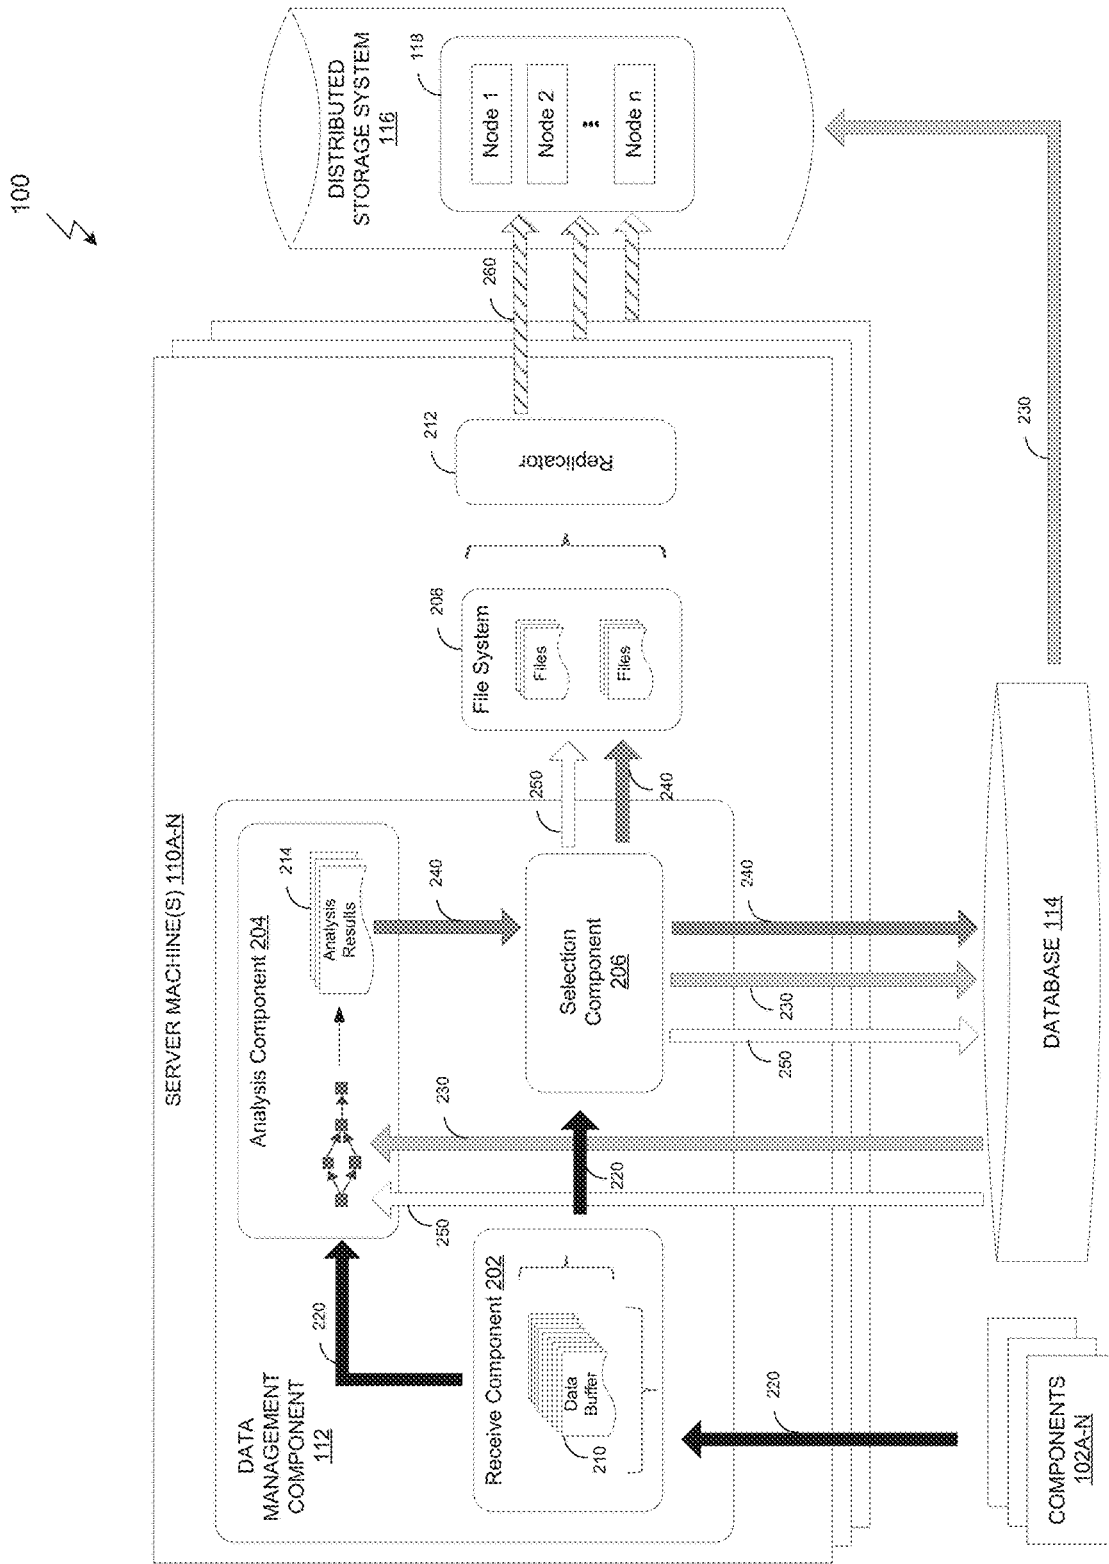 100
SERVER MACHINE(S) 110A-N
DATA
MANAGEMENT
COMPONENT
112
Analysis Component 204
214
Analysis
Results
220
250
230
240
Receive Component 202
Data
Buffer
210
220
Selection
Component
206
250
240
208
File System
Files
Files
212
Replicator
260
DISTRIBUTED
STORAGE SYSTEM
116
118
Node 1
Node 2
...
Node n
220
250
230
240
230
COMPONENTS
102A-N
DATABASE 114